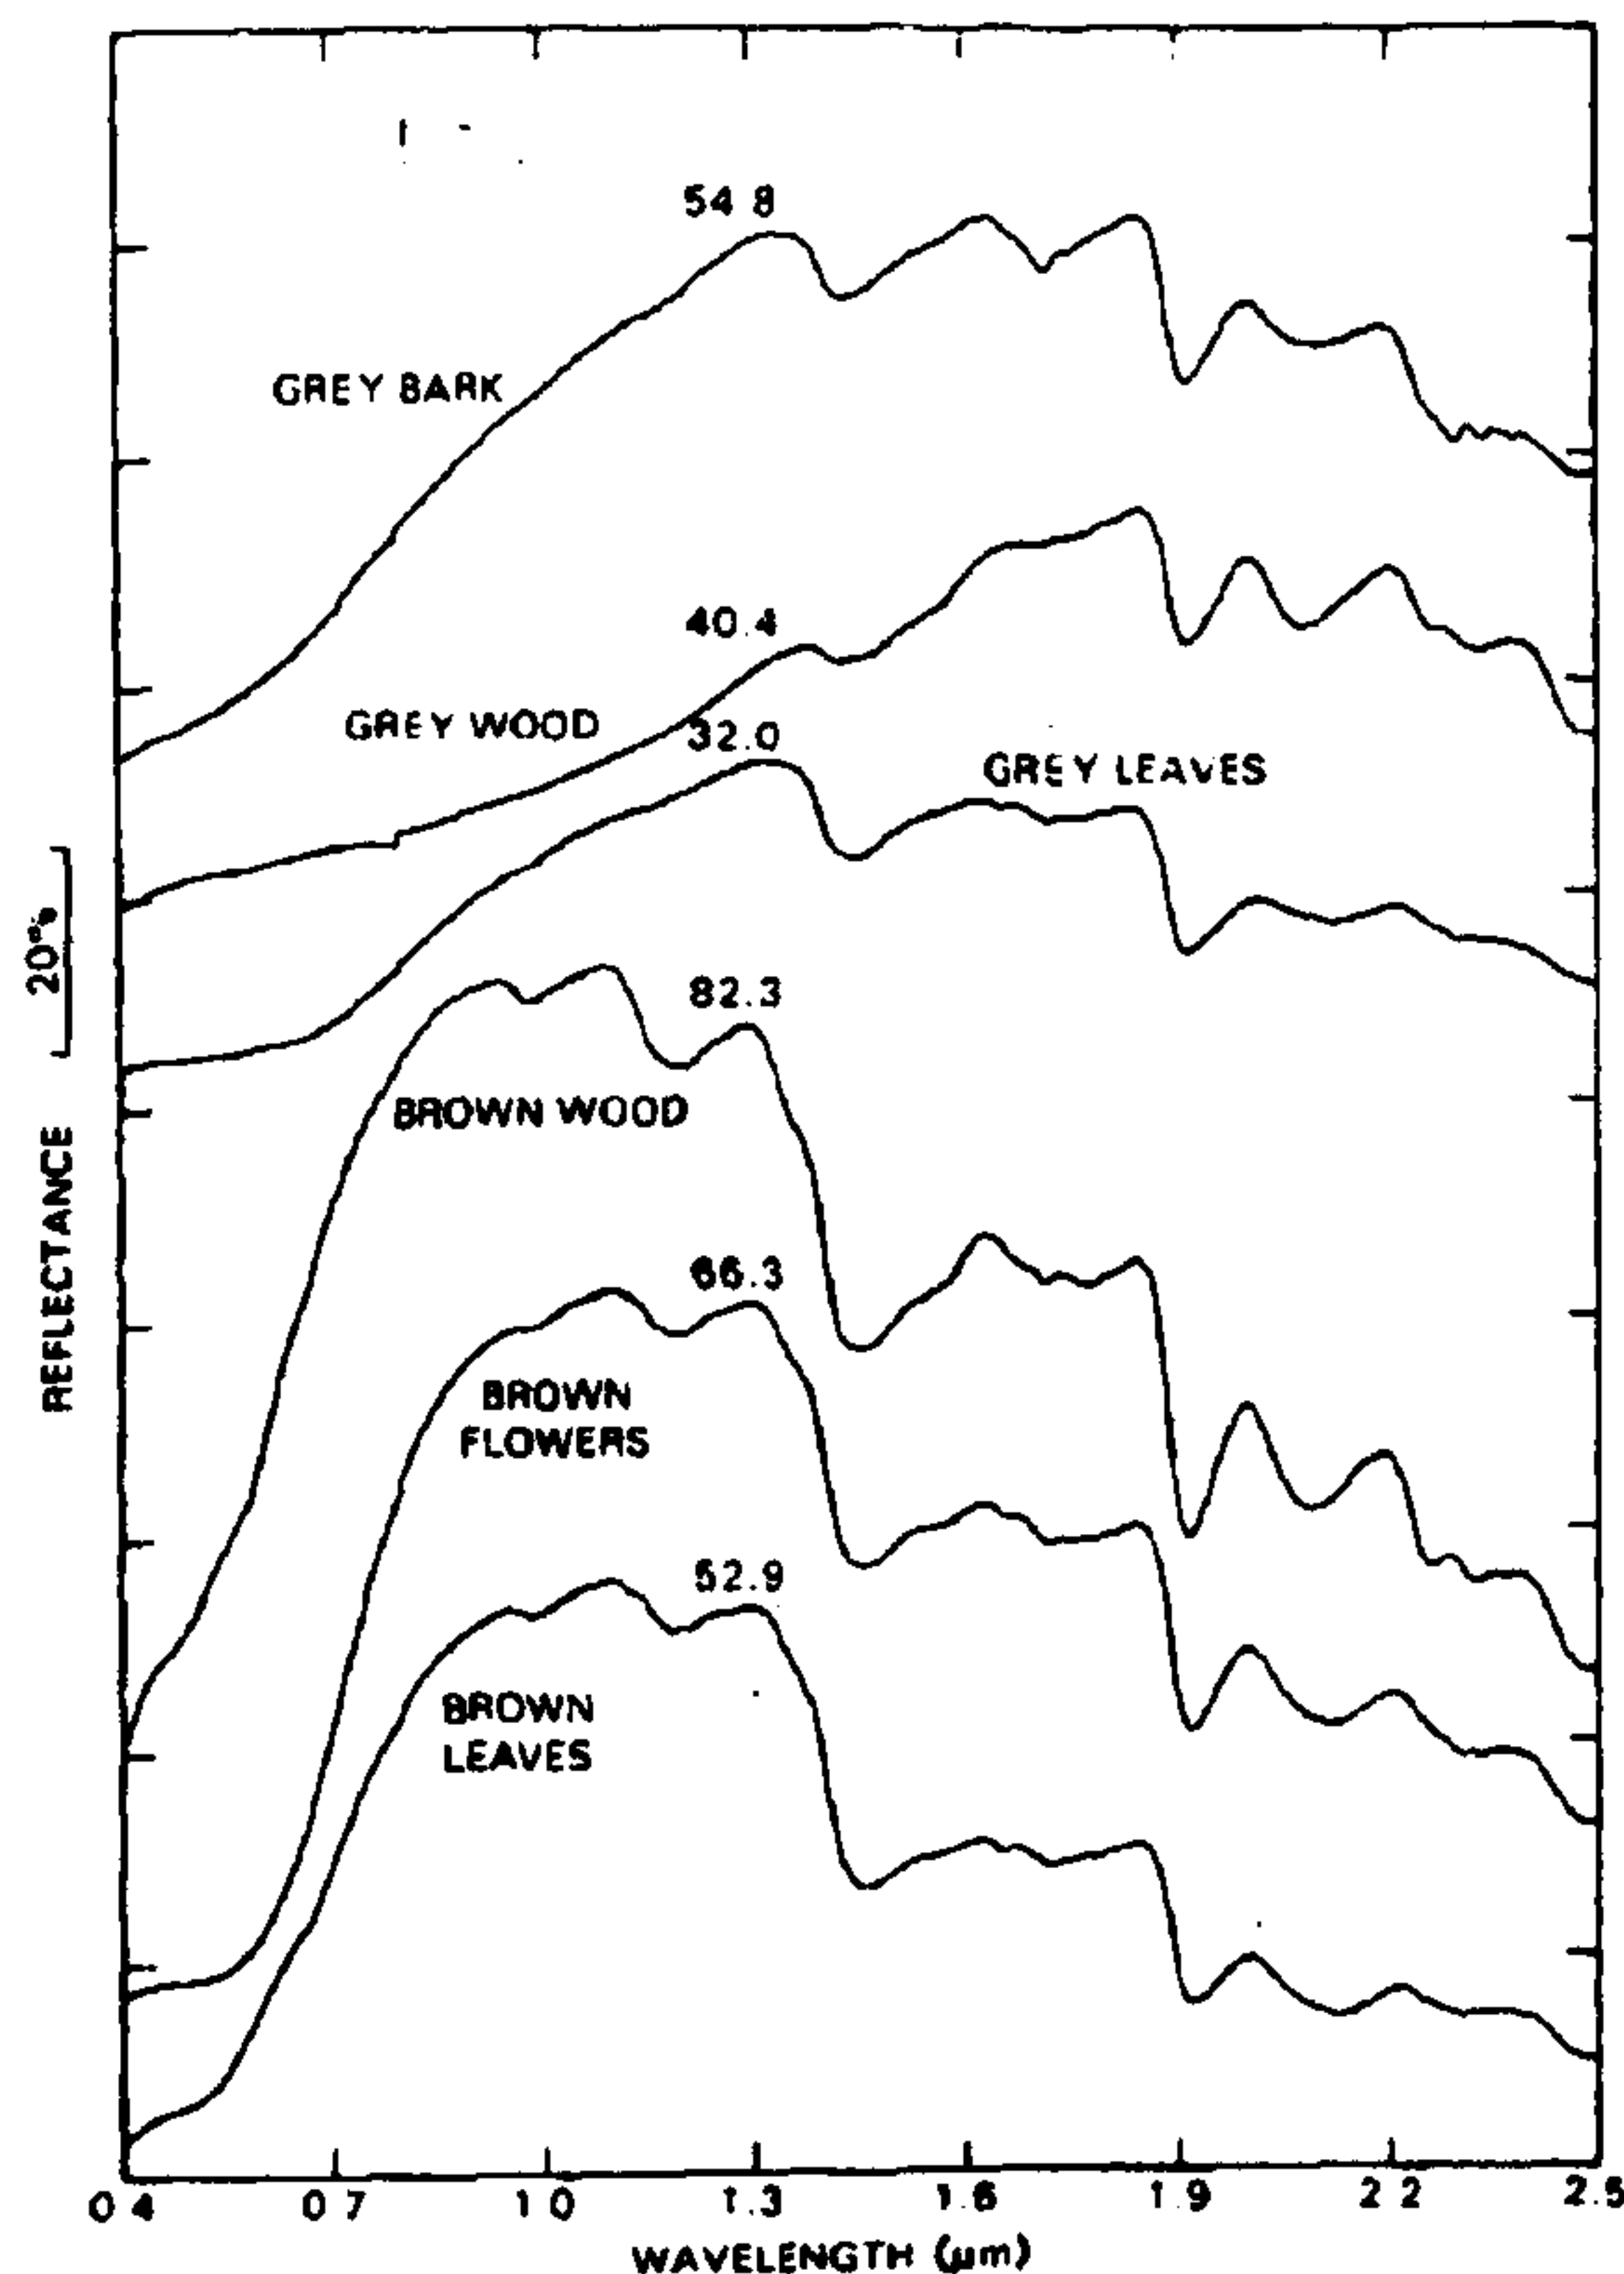 54 8
GREY BARK
40.4
GREY WOOD
32.0
GREY LEAVES
20%
82.3
BROWN WOOD
REFLECTANCE
66.3
BROWN
FLOWERS
52.9
BROWN
LEAVES
0 4 0 7 1 0 1.3 1.6 1.9 2 2 2.5
WAVELENGTH (μm)